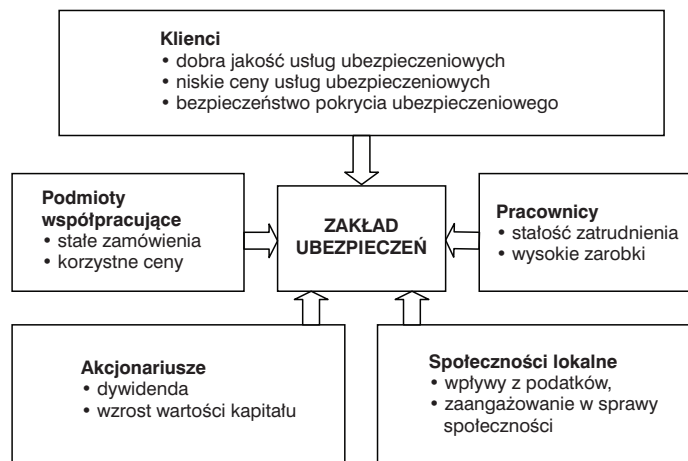 Klienci
• dobra jakość usług ubezpieczeniowych
• niskie ceny usług ubezpieczeniowych
• bezpieczeństwo pokrycia ubezpieczeniowego
Podmioty
współpracujące
• stałe zamówienia
• korzystne ceny
ZAKŁAD
UBEZPIECZEŃ
Pracownicy
• stałość zatrudnienia
• wysokie zarobki
Akcjonariusze
• dywidenda
• wzrost wartości kapitału
Społeczności lokalne
• wpływy z podatków,
• zaangażowanie w sprawy
społeczności